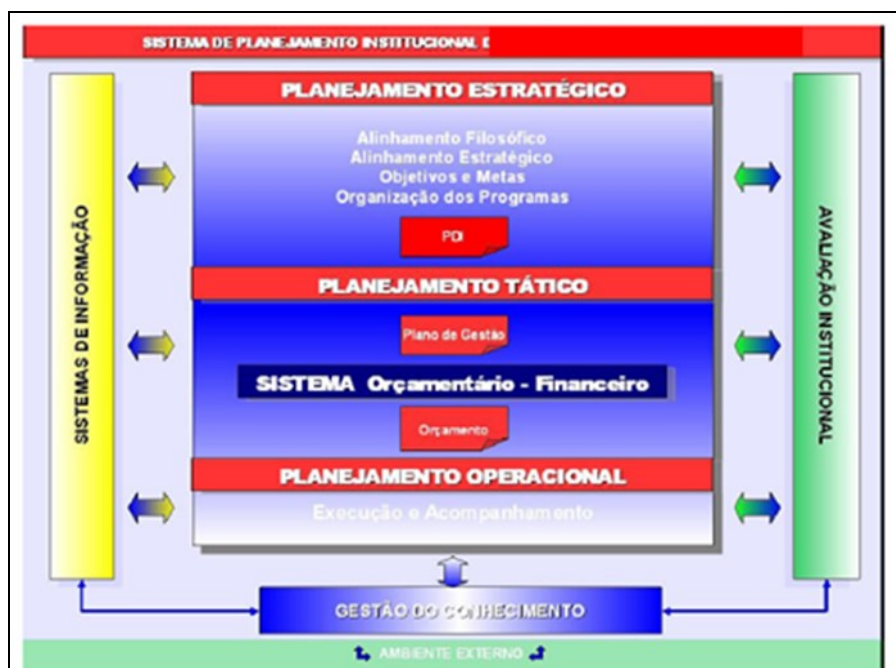 SISTEMA DE PLANEJAMENTO INSTITUCIONAL
PLANEJAMENTO ESTRATÉGICO
Alinhamento Filosófico
Alinhamento Estratégico
Objetivos e Metas
Organização dos Programas
PDI
PLANEJAMENTO TÁTICO
Plano de Gestão
SISTEMA Orçamentário - Financeiro
Orçamento
PLANEJAMENTO OPERACIONAL
Execução e Acompanhamento
SISTEMAS DE INFORMAÇÃO
AVALIAÇÃO INSTITUCIONAL
GESTÃO DO CONHECIMENTO
AMBIENTE EXTERNO